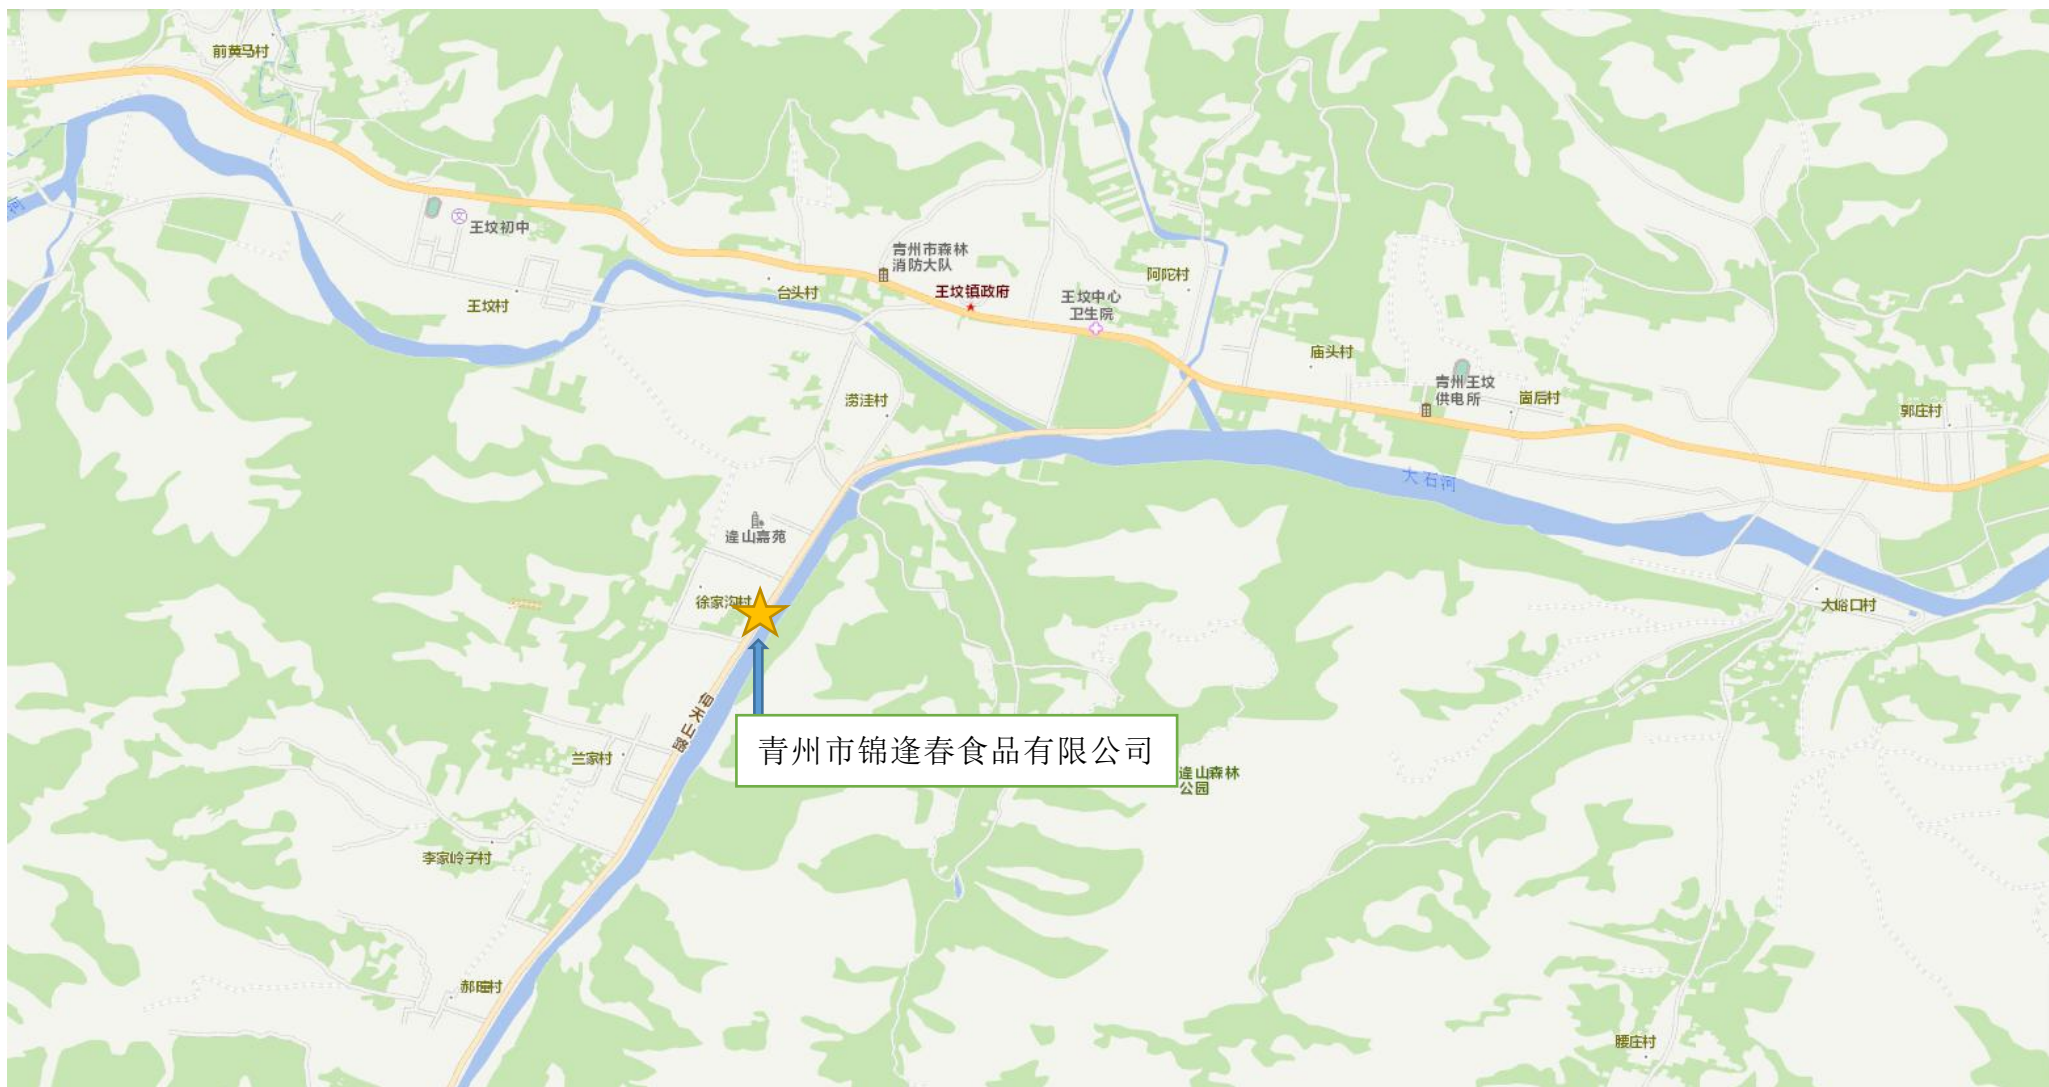 前黄马村
河
王坟初中
青州市森林
消防大队
阿陀村
台头村
王坟镇政府
王坟中心
卫生院
王坟村
庙头村
青州王坟
供电所
崮后村
涝洼村
郭庄村
大石河
逄山嘉苑
徐家沟村
大峪口村
仰天山路
兰家村
青州市锦逢春食品有限公司
逄山森林
公园
李家岭子村
郝疃村
腰庄村